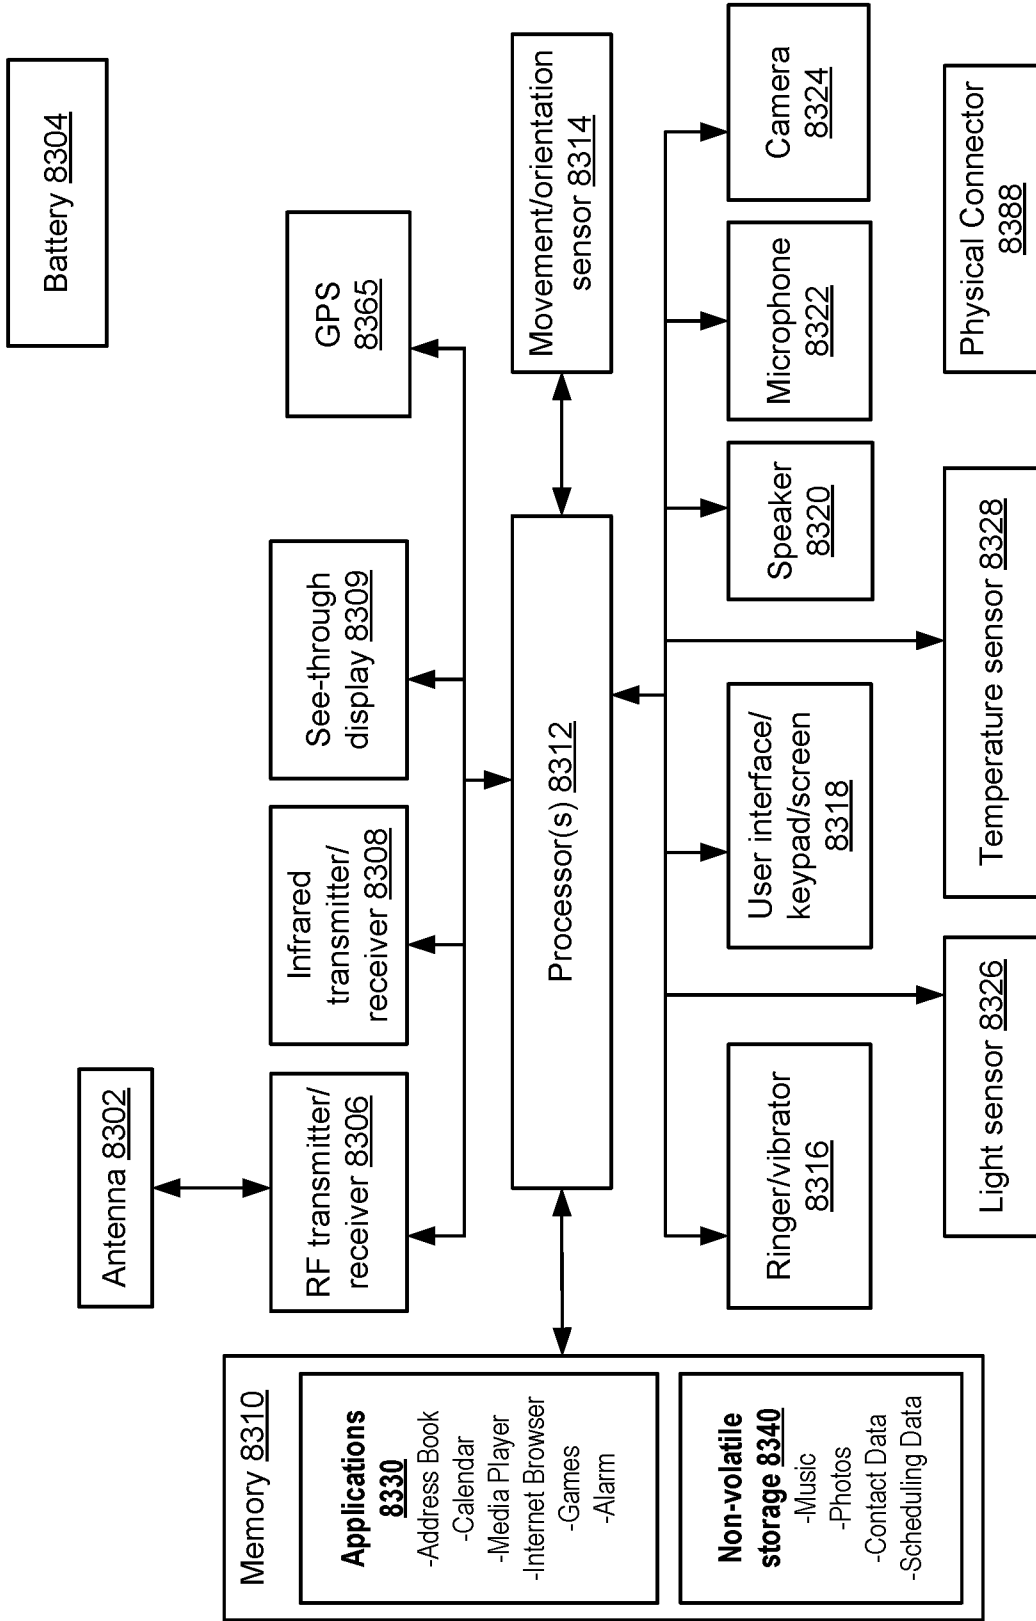 Battery 8304
Antenna 8302
RF transmitter/
receiver 8306
Infrared
transmitter/
receiver 8308
See-through
display 8309
GPS
8365
Memory 8310
Applications
8330
-Address Book
-Calendar
-Media Player
-Internet Browser
-Games
-Alarm
Non-volatile
storage 8340
-Music
-Photos
-Contact Data
-Scheduling Data
Processor(s) 8312
Movement/orientation
sensor 8314
Ringer/vibrator
8316
User interface/
keypad/screen
8318
Speaker
8320
Microphone
8322
Camera
8324
Light sensor 8326
Temperature sensor 8328
Physical Connector
8388